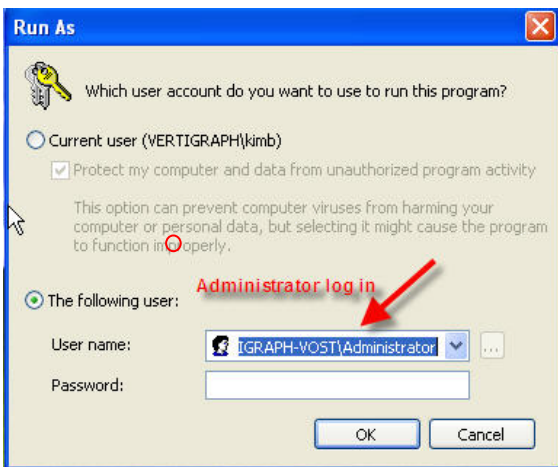 Run As
Which user account do you want to use to run this program?
Current user (VERTIGRAPH\kimb)
Protect my computer and data from unauthorized program activity
This option can prevent computer viruses from harming your
computer or personal data, but selecting it might cause the program
to function improperly.
Administrator log in
The following user:
User name:
IGRAPH-VOST\Administrator
...
Password:
OK
Cancel